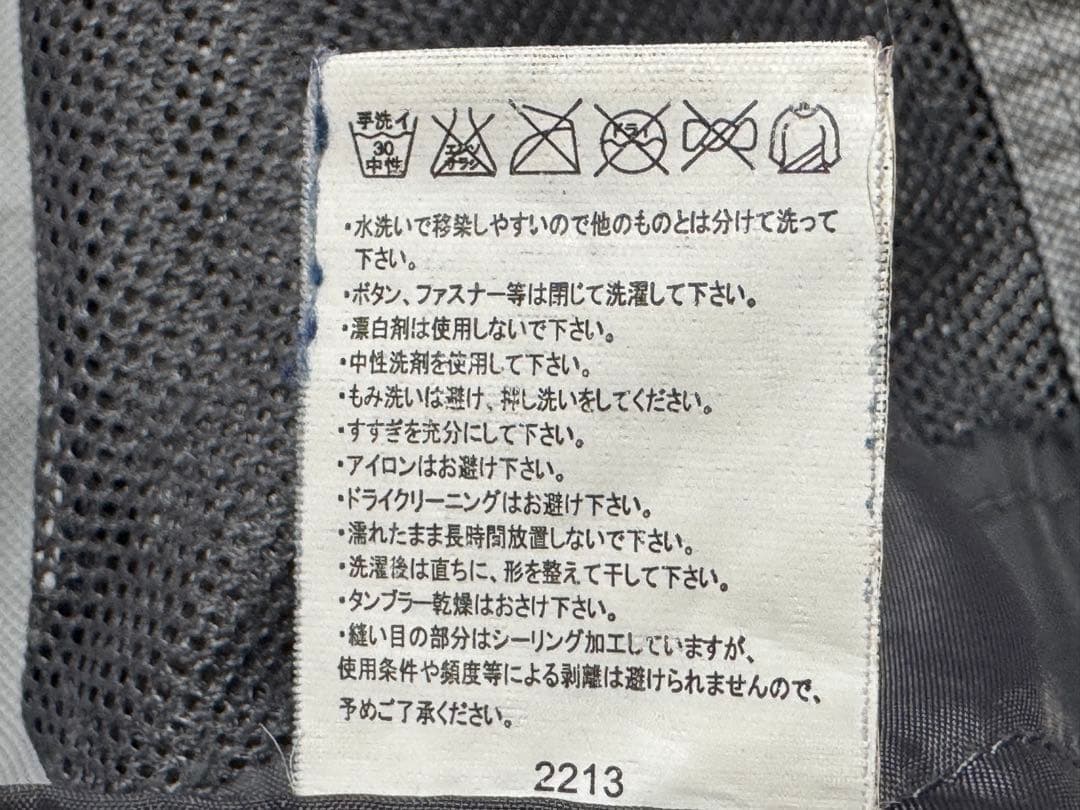 手洗イ
30
中性
エンソ
サラシ
ドライ
・水洗いで移染しやすいので他のものとは分けて洗って
下さい。
・ボタン、ファスナー等は閉じて洗濯して下さい。
・漂白剤は使用しないで下さい。
・中性洗剤を使用して下さい。
・もみ洗いは避け、押し洗いをしてください。
・すすぎを充分にして下さい。
・アイロンはお避け下さい。
・ドライクリーニングはお避け下さい。
・濡れたまま長時間放置しないで下さい。
・洗濯後は直ちに、形を整えて干して下さい。
・タンブラー乾燥はおさけ下さい。
・縫い目の部分はシーリング加工していますが、
使用条件や頻度等による剥離は避けられませんので、
予めご了承ください。
2213